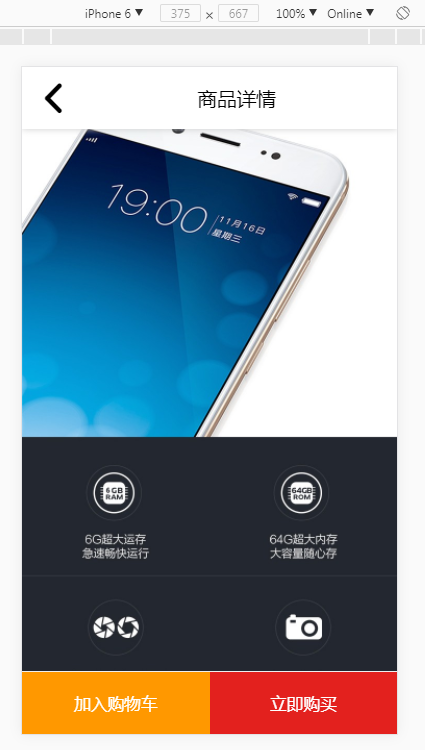 iPhone 6 ▼ 375 × 667 100% ▼ Online ▼
商品详情
19:00
11月16日
星期三
6 GB
RAM
64GB
ROM
6G超大运存
急速畅快运行
64G超大内存
大容量随心存
加入购物车
立即购买